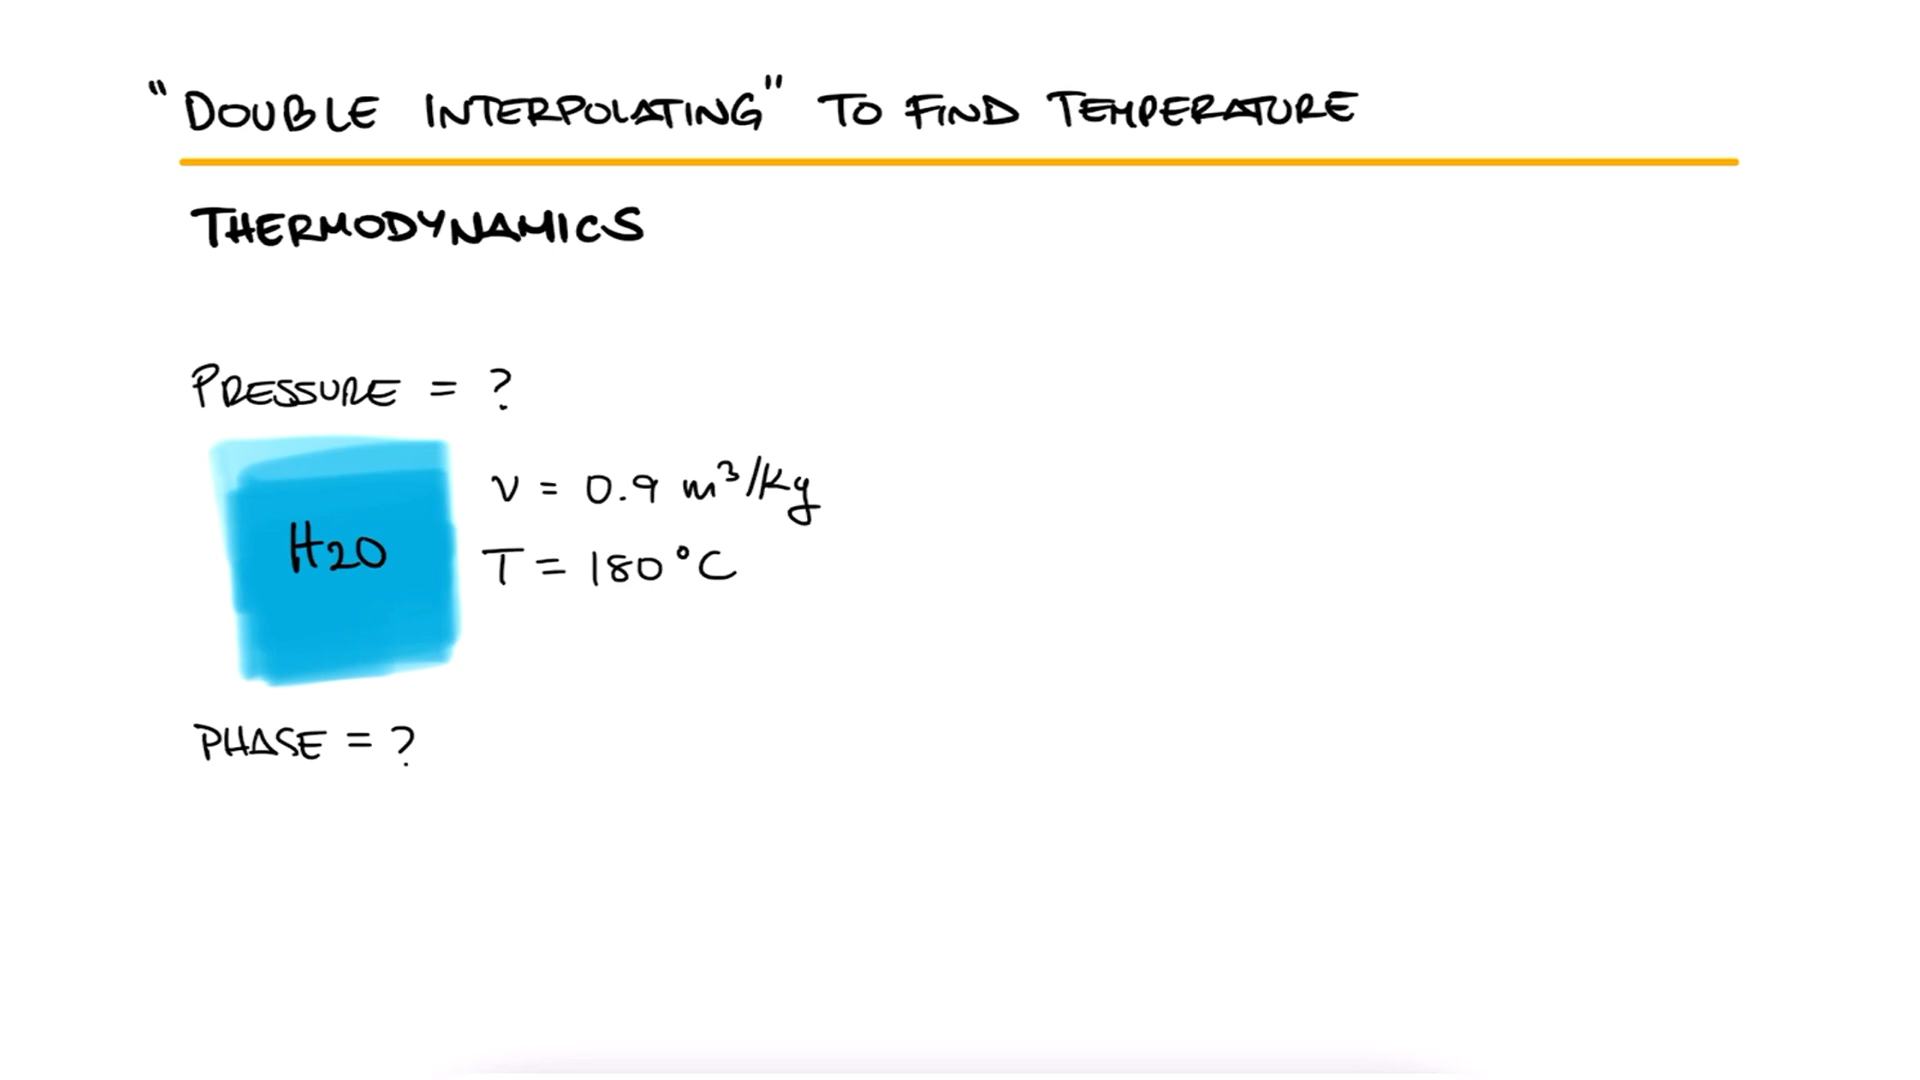 "DOUBLE INTERPOLATING" TO FIND TEMPERATURE
THERMODYNAMICS
PRESSURE = ?
H2O
ν = 0.9 m³/kg
T = 180°C
PHASE = ?